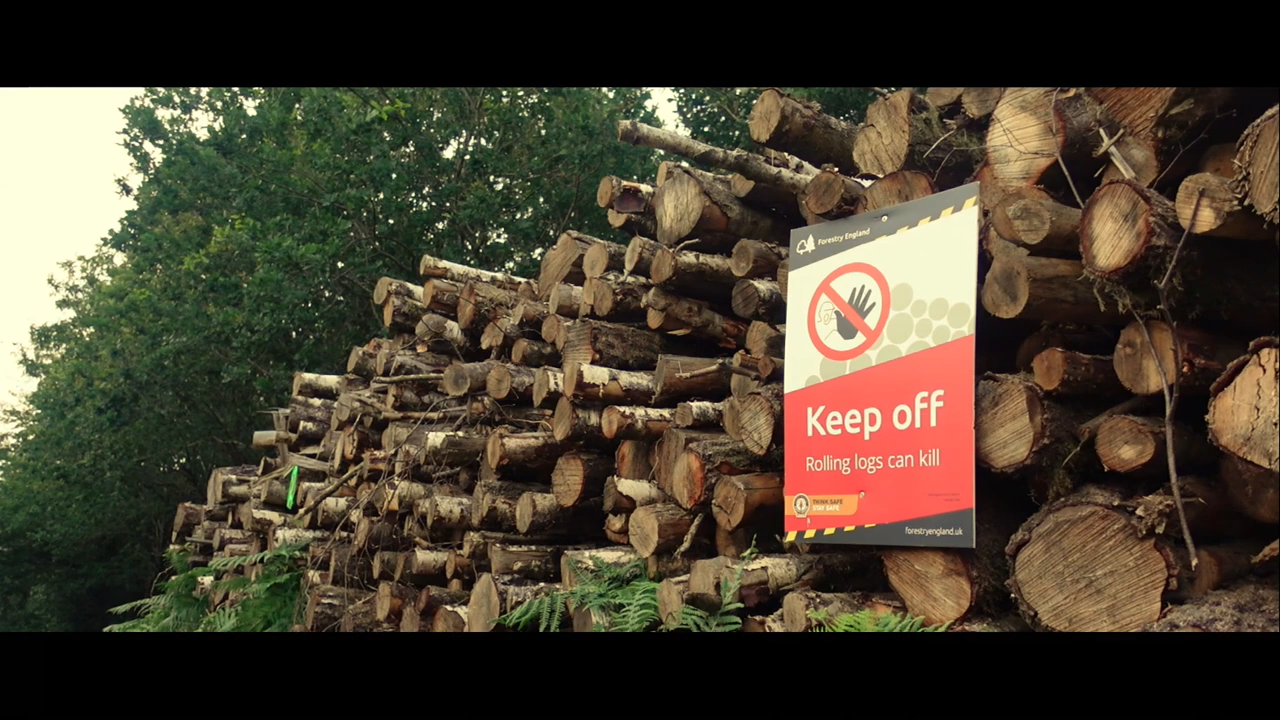 Forestry England
Keep off
Rolling logs can kill
THINK SAFE
STAY SAFE
forestryengland.uk